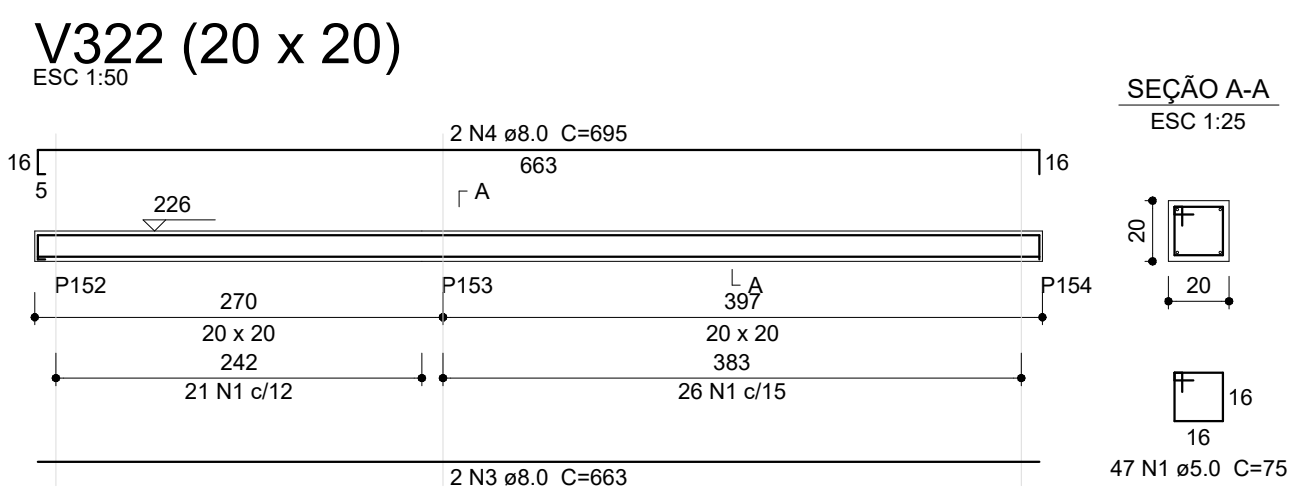 V322 (20 x 20)
ESC 1:50
SEÇÃO A-A
ESC 1:25
2 N4 ø8.0 C=695
16
663
16
5
A
226
20
20
P152
P153
A
P154
270
397
20 x 20
20 x 20
242
383
21 N1 c/12
26 N1 c/15
16
16
47 N1 ø5.0 C=75
2 N3 ø8.0 C=663